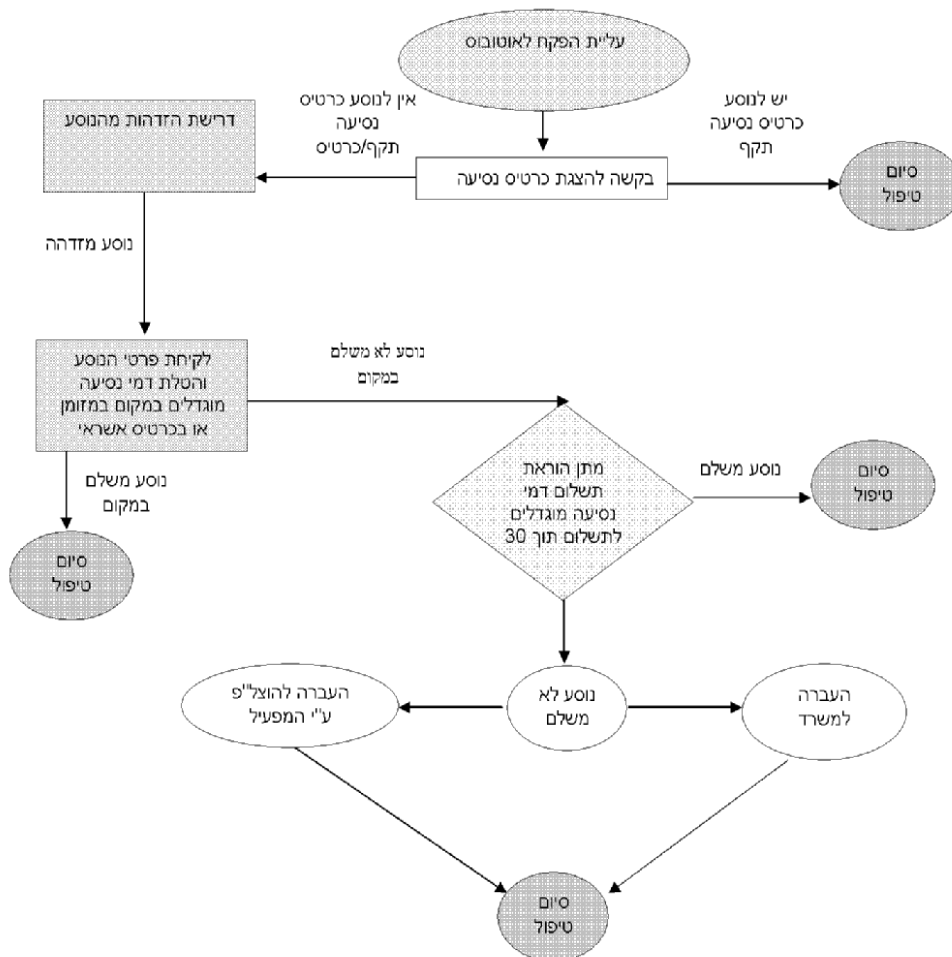 עליית הפקח לאוטובוס
יש לנוסע
כרטיס נסיעה
תקף
אין לנוסע כרטיס
נסיעה
תקף/כרטיס
דרישת הזדהות מהנוסע
בקשה להצגת כרטיס נסיעה
סיום
טיפול
נוסע מזדהה
לקיחת פרטי הנוסע
והטלת דמי נסיעה
מוגדלים במקום במזומן
או בכרטיס אשראי
נוסע לא משלם
במקום
נוסע משלם
במקום
סיום
טיפול
מתן הוראת
תשלום דמי
נסיעה מוגדלים
לתשלום תוך 30
נוסע משלם
סיום
טיפול
נוסע לא
משלם
העברה
למשרד
העברה להוצל"פ
ע"י המפעיל
סיום
טיפול